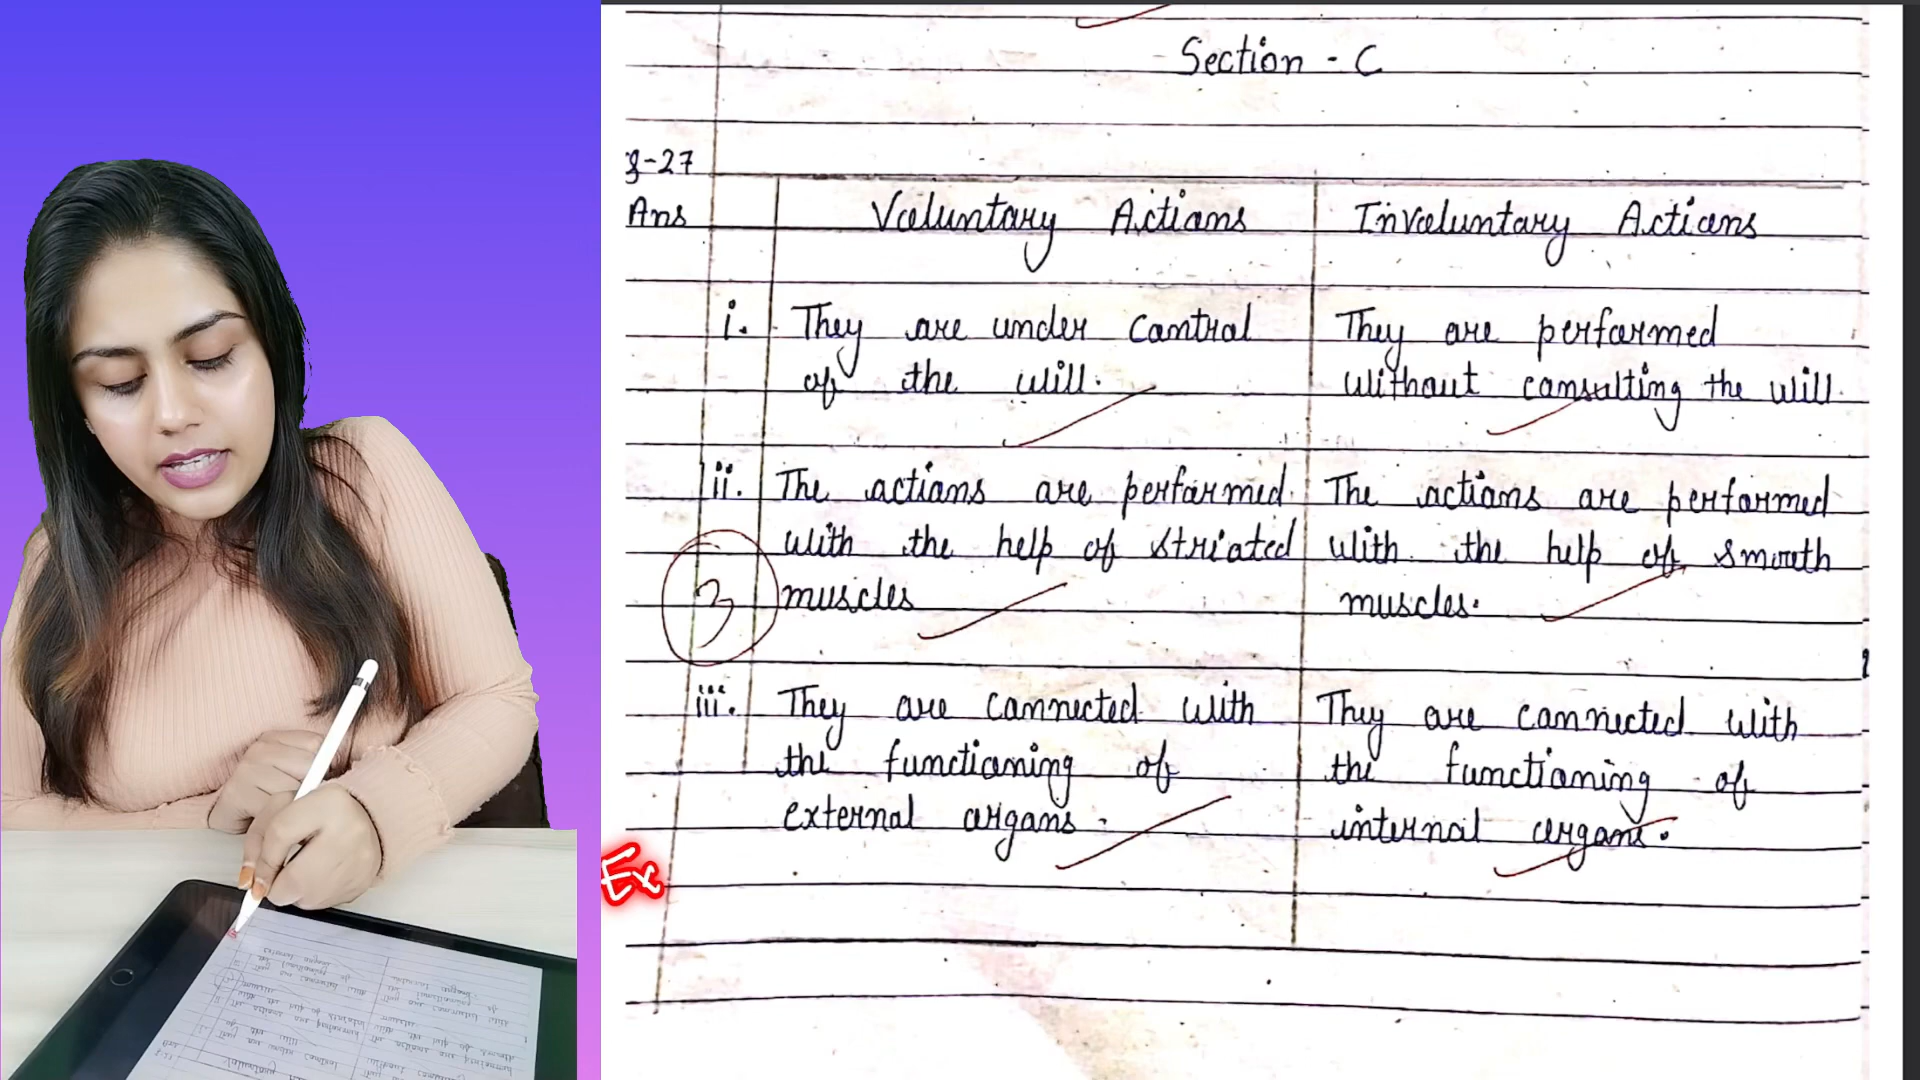 Section - C
Q-27
Ans Voluntary Actions Involuntary Actions
i. They are under control They are performed
of the will. without consulting the will.
ii. The actions are performed The actions are performed
with the help of striated with the help of smooth
3 muscles muscles.
iii. They are connected with They are connected with
the functioning of the functioning of
external organs. internal organs.
Ex